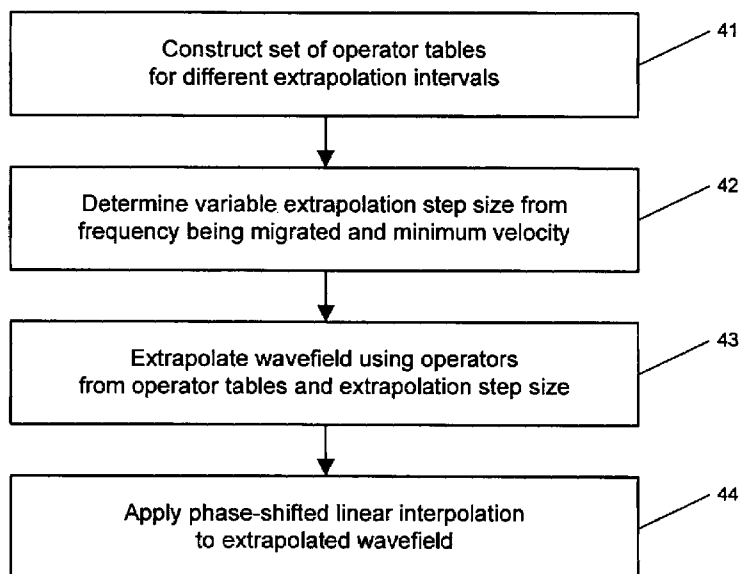 Construct set of operator tables
for different extrapolation intervals
41
Determine variable extrapolation step size from
frequency being migrated and minimum velocity
42
Extrapolate wavefield using operators
from operator tables and extrapolation step size
43
Apply phase-shifted linear interpolation
to extrapolated wavefield
44